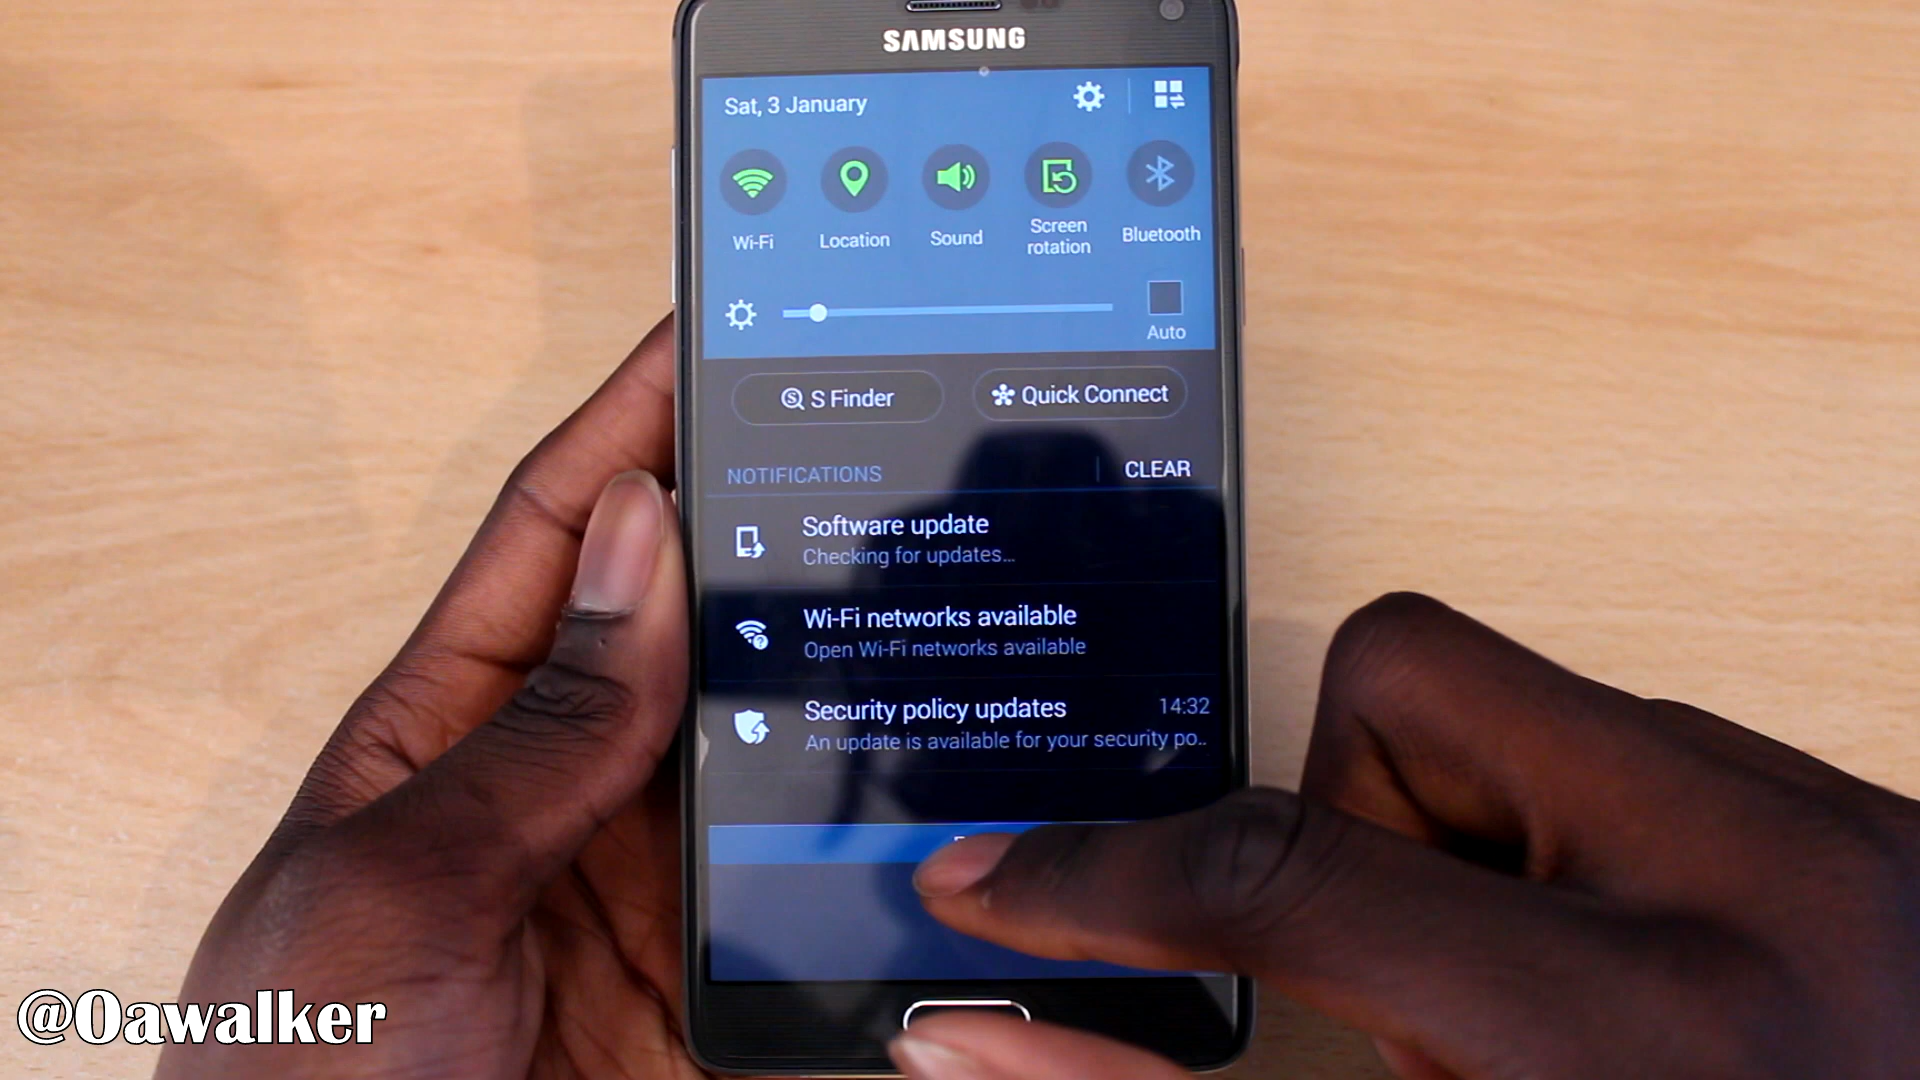 SAMSUNG
Sat, 3 January
Wi-Fi
Location
Sound
Screen
rotation
Bluetooth
Auto
S Finder
Quick Connect
NOTIFICATIONS
CLEAR
Software update
Checking for updates...
Wi-Fi networks available
Open Wi-Fi networks available
Security policy updates
14:32
An update is available for your security po..
@0awalker